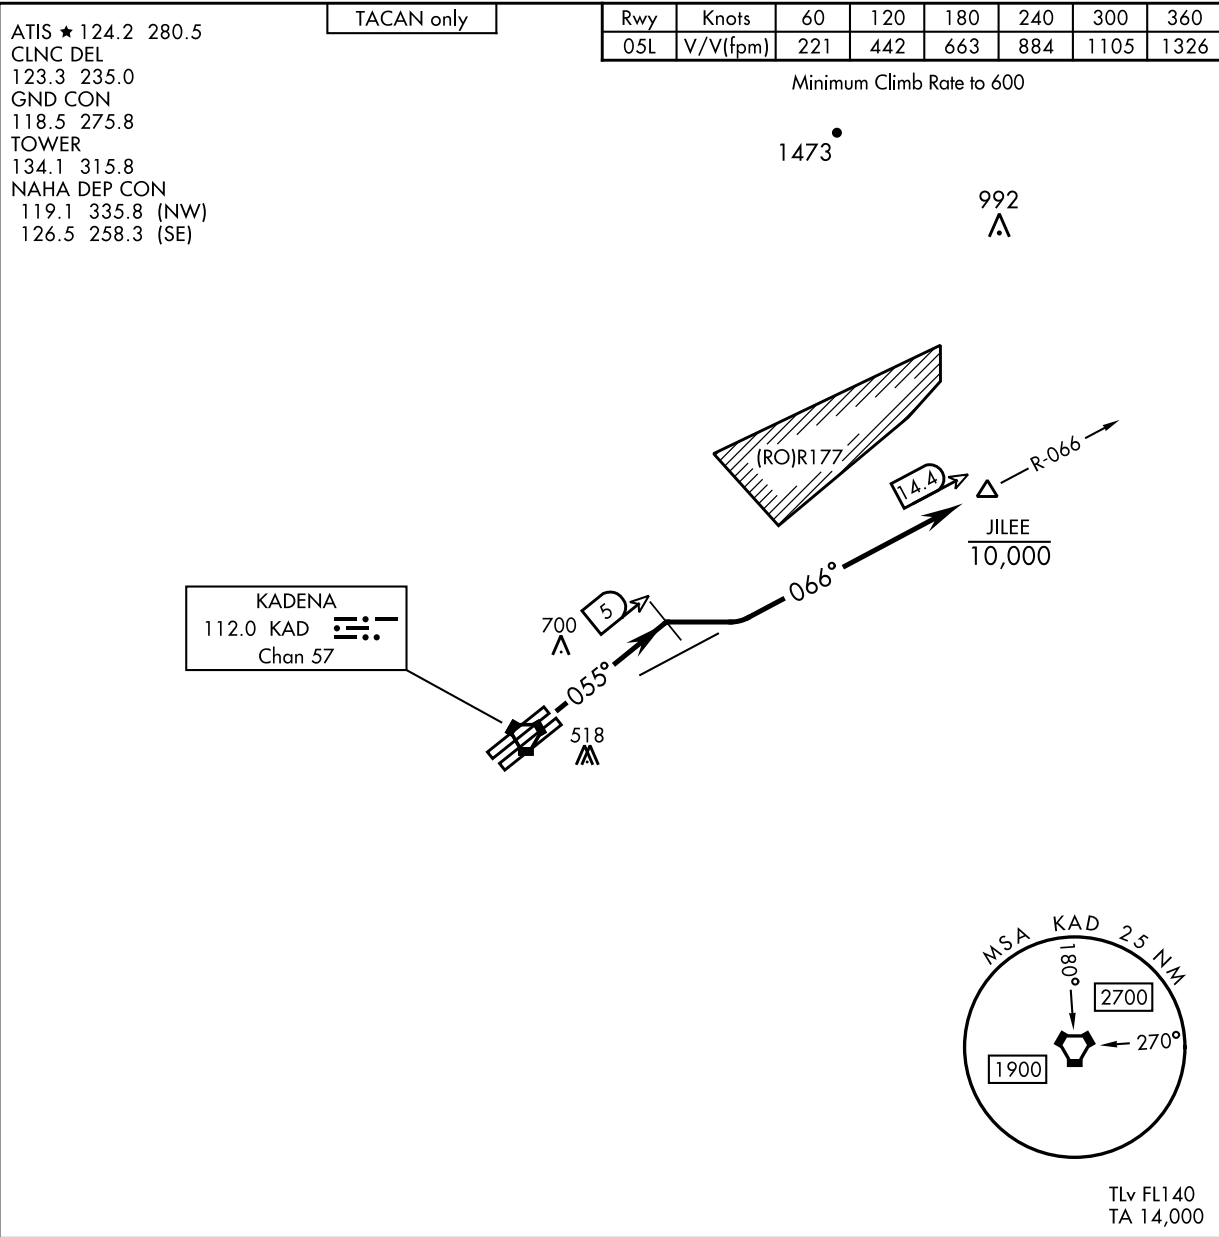 ATIS ★ 124.2 280.5
CLNC DEL
123.3 235.0
GND CON
118.5 275.8
TOWER
134.1 315.8
NAHA DEP CON
119.1 335.8 (NW)
126.5 258.3 (SE)
TACAN only
Rwy Knots 60 120 180 240 300 360
05L V/V(fpm) 221 442 663 884 1105 1326
Minimum Climb Rate to 600
1473
992
(RO)R177
14.4
R-066
JILEE
10,000
066°
5
700
055°
KADENA
112.0 KAD
Chan 57
518
MSA KAD 25 NM
180°
2700
270°
1900
TLv FL140
TA 14,000